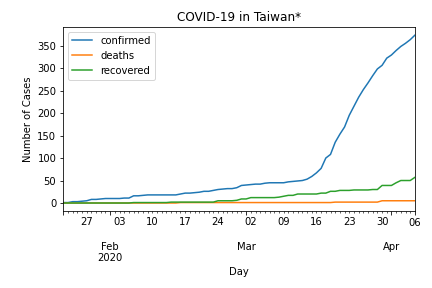 COVID-19 in Taiwan*
confirmed
deaths
recovered
Number of Cases
350
300
250
200
150
100
50
0
27 03 10 17 24 02 09 16 23 30 06
Feb Mar Apr
2020
Day